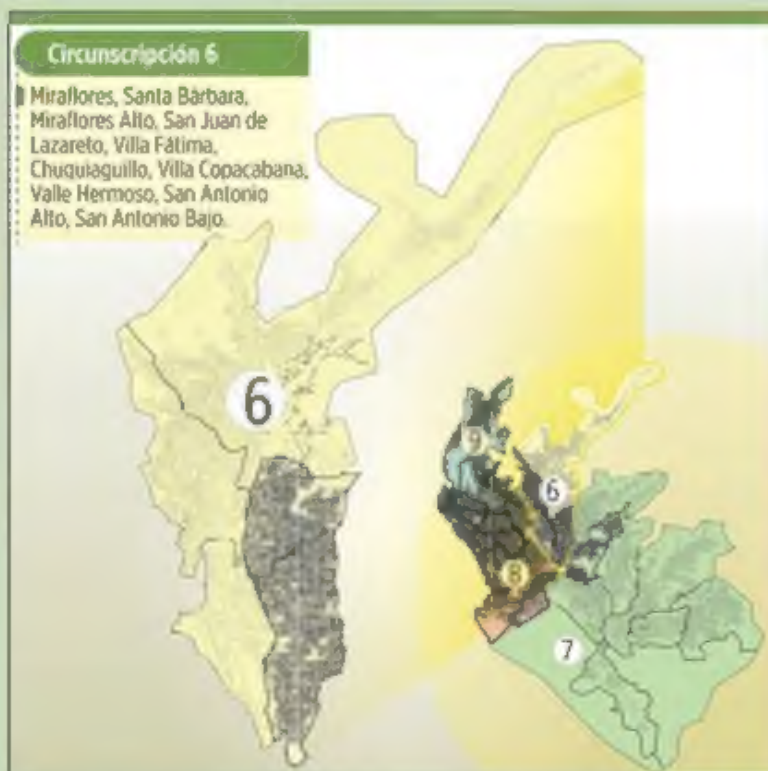 Circunscripción 6
Miraflores, Santa Bárbara,
Miraflores Alto, San Juan de
Lazareto, Villa Fátima,
Chuquiaguillo, Villa Copacabana,
Valle Hermoso, San Antonio
Alto, San Antonio Bajo.
6
9
6
8
7